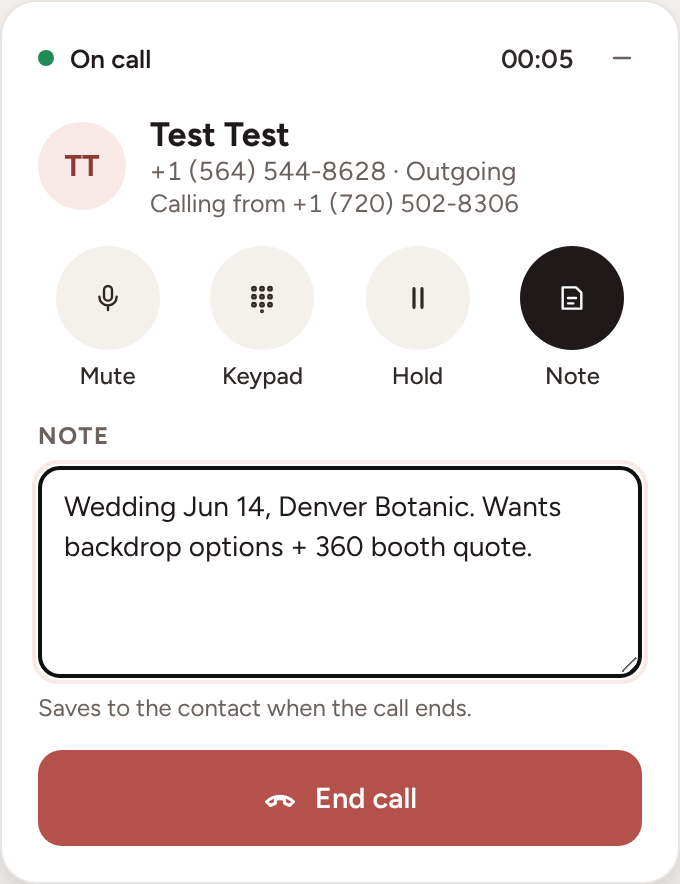 On call 00:05
TT
Test Test
+1 (564) 544-8628 · Outgoing
Calling from +1 (720) 502-8306
Mute Keypad Hold Note
NOTE
Wedding Jun 14, Denver Botanic. Wants
backdrop options + 360 booth quote.
Saves to the contact when the call ends.
End call